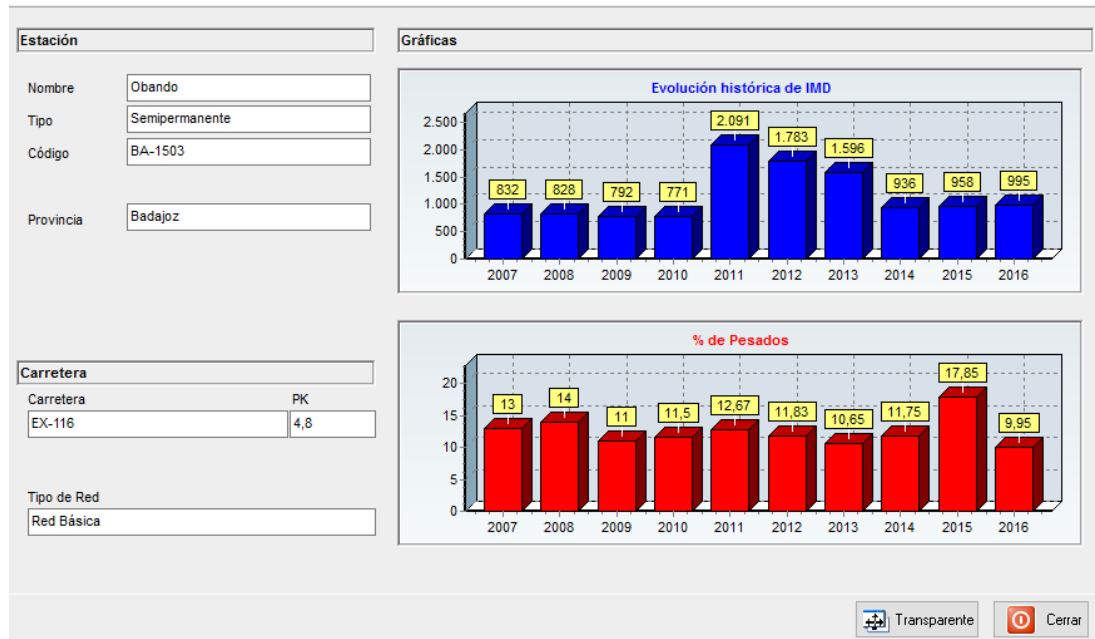 Estación
Nombre Obando
Tipo Semipermanente
Código BA-1503
Provincia Badajoz
Carretera
Carretera PK
EX-116 4,8
Tipo de Red
Red Básica
Gráficas
Evolución histórica de IMD
2.500
2.000
1.500
1.000
500
0
832 828 792 771 2.091 1.783 1.596 936 958 995
2007 2008 2009 2010 2011 2012 2013 2014 2015 2016
% de Pesados
20
15
10
5
0
13 14 11 11,5 12,67 11,83 10,65 11,75 17,85 9,95
2007 2008 2009 2010 2011 2012 2013 2014 2015 2016
Transparente Cerrar